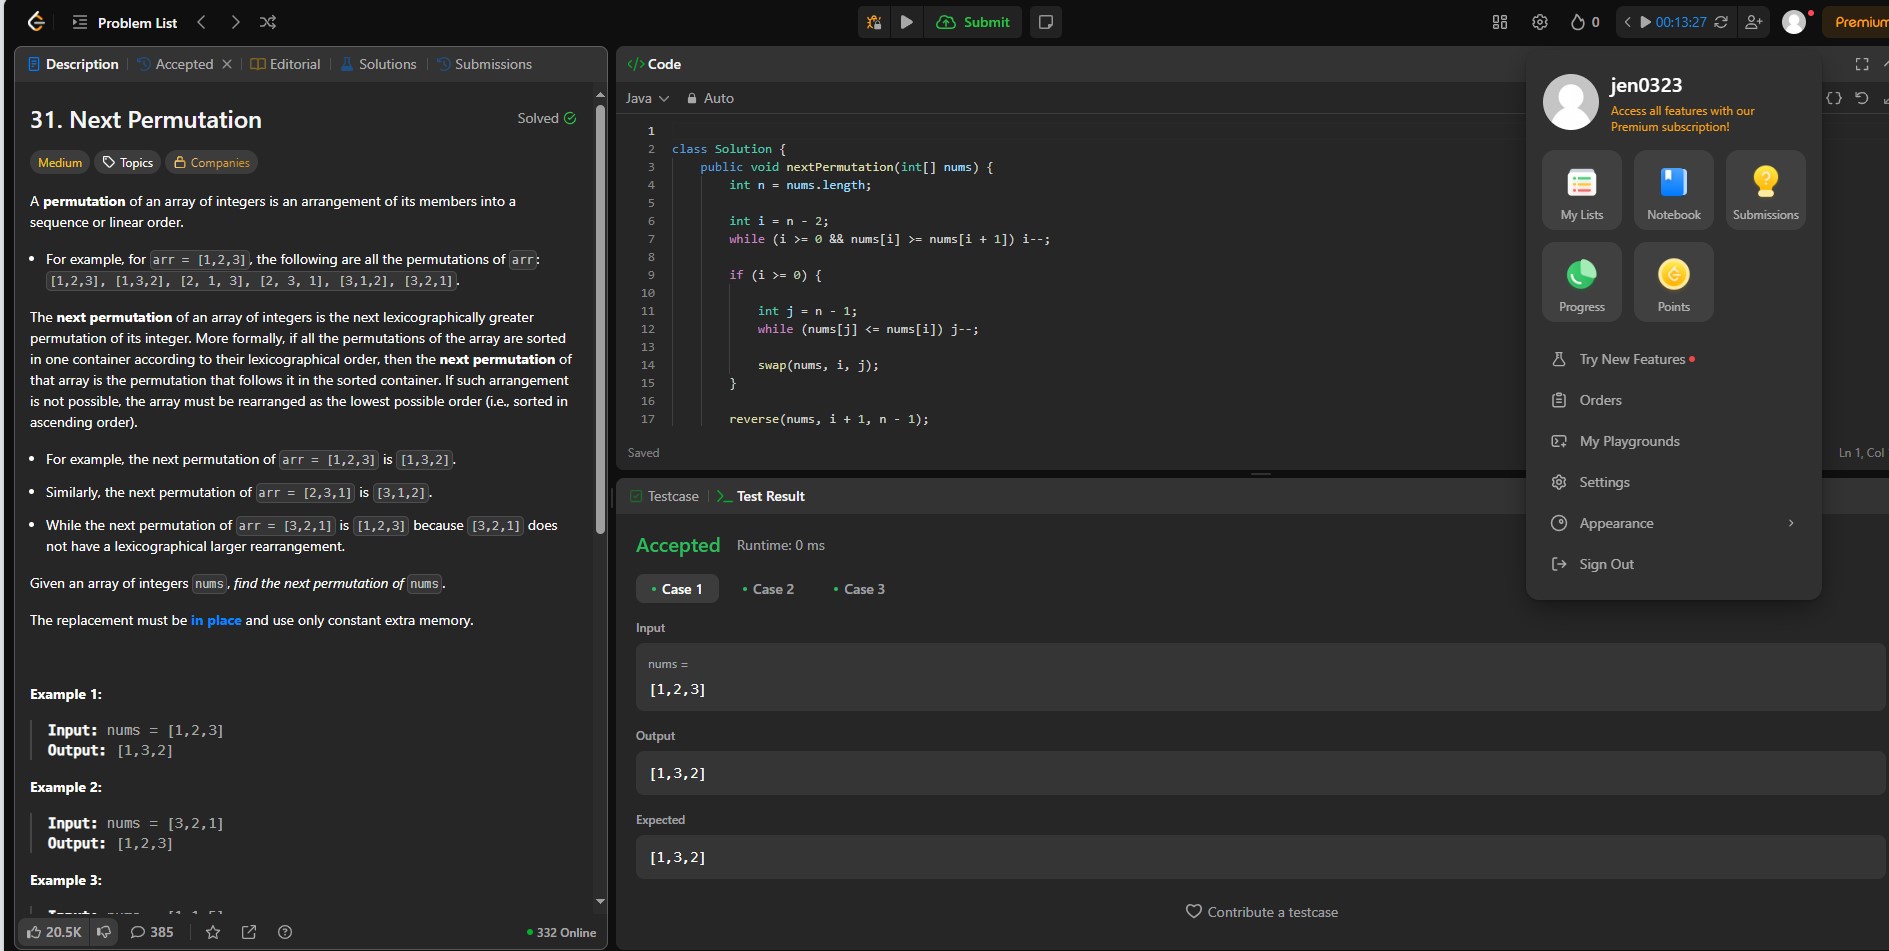 Problem List
Submit
0
00:13:27
Premium
Description
Accepted
Editorial
Solutions
Submissions
31. Next Permutation
Solved
Medium
Topics
Companies
A permutation of an array of integers is an arrangement of its members into a
sequence or linear order.
• For example, for arr = [1,2,3], the following are all the permutations of arr:
[1,2,3], [1,3,2], [2, 1, 3], [2, 3, 1], [3,1,2], [3,2,1].
The next permutation of an array of integers is the next lexicographically greater
permutation of its integer. More formally, if all the permutations of the array are sorted
in one container according to their lexicographical order, then the next permutation of
that array is the permutation that follows it in the sorted container. If such arrangement
is not possible, the array must be rearranged as the lowest possible order (i.e., sorted in
ascending order).
• For example, the next permutation of arr = [1,2,3] is [1,3,2].
• Similarly, the next permutation of arr = [2,3,1] is [3,1,2].
• While the next permutation of arr = [3,2,1] is [1,2,3] because [3,2,1] does
not have a lexicographical larger rearrangement.
Given an array of integers nums, find the next permutation of nums.
The replacement must be in place and use only constant extra memory.
Example 1:
Input: nums = [1,2,3]
Output: [1,3,2]
Example 2:
Input: nums = [3,2,1]
Output: [1,2,3]
Example 3:
20.5K
385
332 Online
</> Code
Java
Auto
1
2 class Solution {
3 public void nextPermutation(int[] nums) {
4 int n = nums.length;
5
6 int i = n - 2;
7 while (i >= 0 && nums[i] >= nums[i + 1]) i--;
8
9 if (i >= 0) {
10
11 int j = n - 1;
12 while (nums[j] <= nums[i]) j--;
13
14 swap(nums, i, j);
15 }
16
17 reverse(nums, i + 1, n - 1);
Saved
Ln 1, Col
Testcase
Test Result
Accepted
Runtime: 0 ms
• Case 1
• Case 2
• Case 3
Input
nums =
[1,2,3]
Output
[1,3,2]
Expected
[1,3,2]
Contribute a testcase
jen0323
Access all features with our
Premium subscription!
My Lists
Notebook
Submissions
Progress
Points
Try New Features
Orders
My Playgrounds
Settings
Appearance
Sign Out